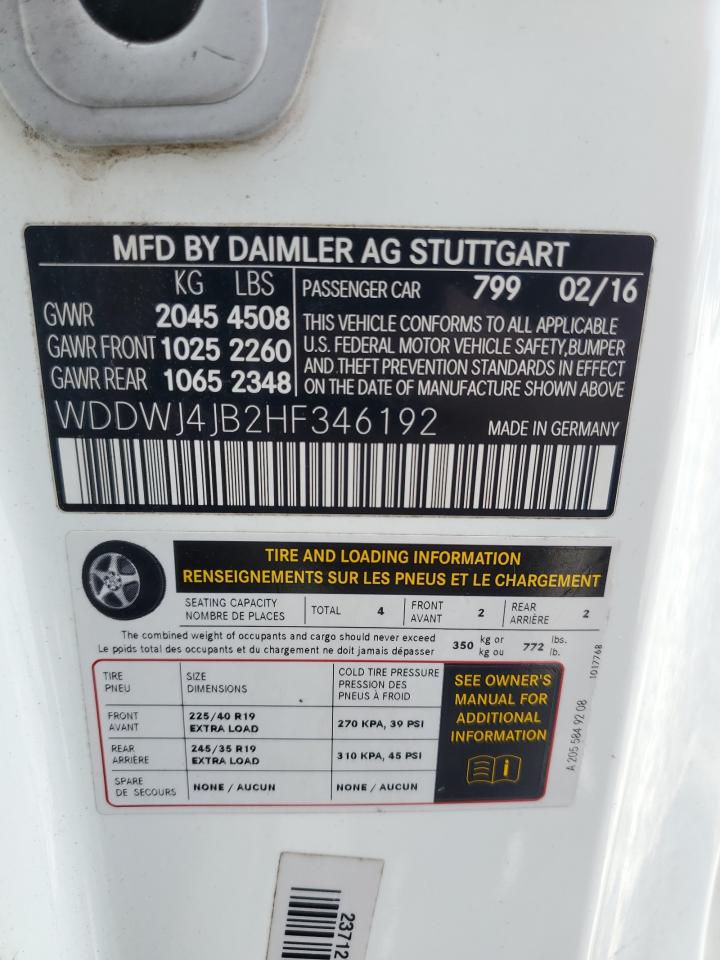 MFD BY DAIMLER AG STUTTGART
KG LBS
GVWR 2045 4508
GAWR FRONT 1025 2260
GAWR REAR 1065 2348
PASSENGER CAR 799 02/16
THIS VEHICLE CONFORMS TO ALL APPLICABLE
U.S. FEDERAL MOTOR VEHICLE SAFETY,BUMPER
AND THEFT PREVENTION STANDARDS IN EFFECT
ON THE DATE OF MANUFACTURE SHOWN ABOVE
WDDWJ4JB2HF346192 MADE IN GERMANY
TIRE AND LOADING INFORMATION
RENSEIGNEMENTS SUR LES PNEUS ET LE CHARGEMENT
SEATING CAPACITY
NOMBRE DE PLACES
TOTAL 4
FRONT
AVANT
2
REAR
ARRIÈRE
2
The combined weight of occupants and cargo should never exceed
Le poids total des occupants et du chargement ne doit jamais dépasser
350 kg or
kg ou
772 lbs.
lb.
TIRE
PNEU
SIZE
DIMENSIONS
COLD TIRE PRESSURE
PRESSION DES
PNEUS À FROID
FRONT
AVANT
225/40 R19
EXTRA LOAD
270 KPA, 39 PSI
REAR
ARRIÈRE
245/35 R19
EXTRA LOAD
310 KPA, 45 PSI
SPARE
DE SECOURS
NONE / AUCUN
NONE / AUCUN
SEE OWNER'S
MANUAL FOR
ADDITIONAL
INFORMATION
i
101776B
A 205 584 92 08
23712